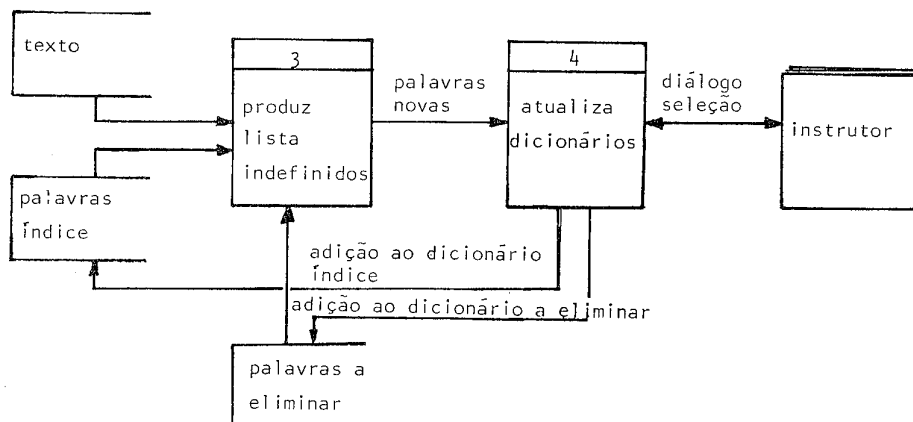 texto
3
produz
lista
indefinidos
palavras
novas
4
atualiza
dicionários
diálogo
seleção
instrutor
palavras
índice
adição ao dicionário
índice
adição ao dicionário a eliminar
palavras a
eliminar